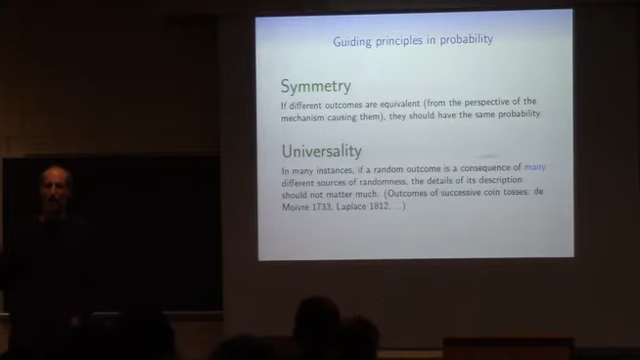 Guiding principles in probability
Symmetry
If different outcomes are equivalent (from the perspective of the
mechanism causing them), they should have the same probability.
Universality
In many instances, if a random outcome is a consequence of many
different sources of randomness, the details of its description
should not matter much. (Outcomes of successive coin tosses: de
Moivre 1733, Laplace 1812, ...)